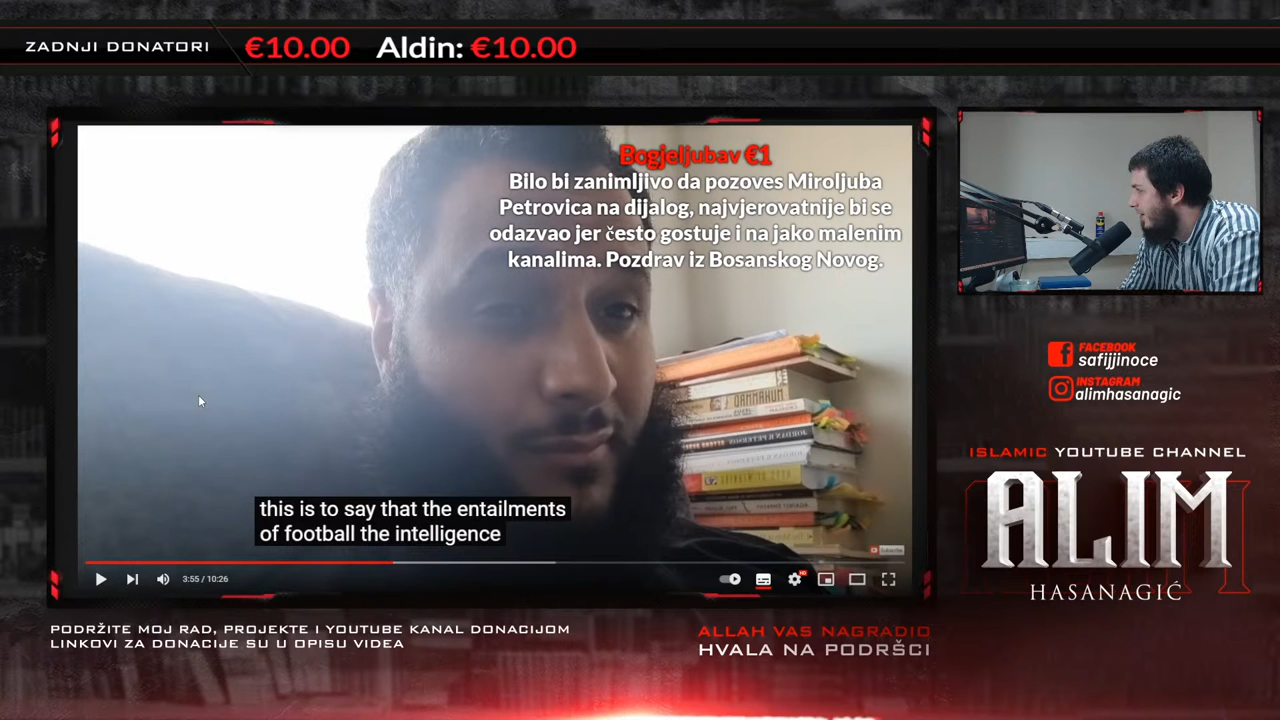 ZADNJI DONATORI
€10.00 Aldin: €10.00
Bogjeljubav €1
Bilo bi zanimljivo da pozoves Miroljuba
Petrovica na dijalog, najvjerovatnije bi se
odazvao jer često gostuje i na jako malenim
kanalima. Pozdrav iz Bosanskog Novog.
this is to say that the entailments
of football the intelligence
3:55 / 10:26
HD
Subscribe
FACEBOOK
safijjinoce
INSTAGRAM
alimhasanagic
ISLAMIC YOUTUBE CHANNEL
ALIM
HASANAGIĆ
PODRŽITE MOJ RAD, PROJEKTE I YOUTUBE KANAL DONACIJOM
LINKOVI ZA DONACIJE SU U OPISU VIDEA
ALLAH VAS NAGRADIO
HVALA NA PODRŠCI